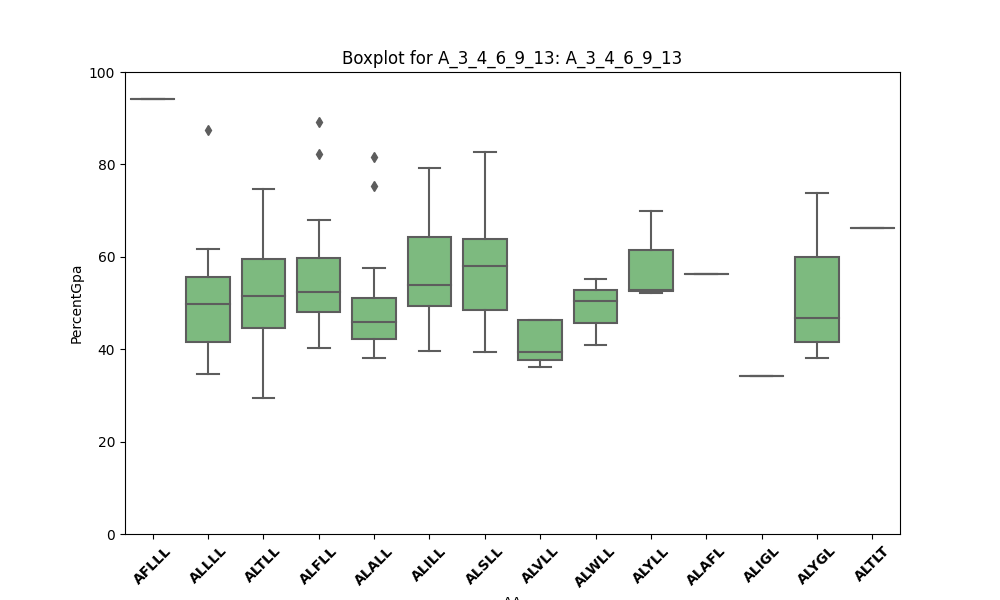 Boxplot for A_3_4_6_9_13: A_3_4_6_9_13
100
80
60
40
20
0
PercentGpa
AFLLL ALLLL ALTLL ALFLL ALALL ALILL ALSLL ALVLL ALWLL ALYLL ALAFL ALIGL ALYGL ALTLT
AA